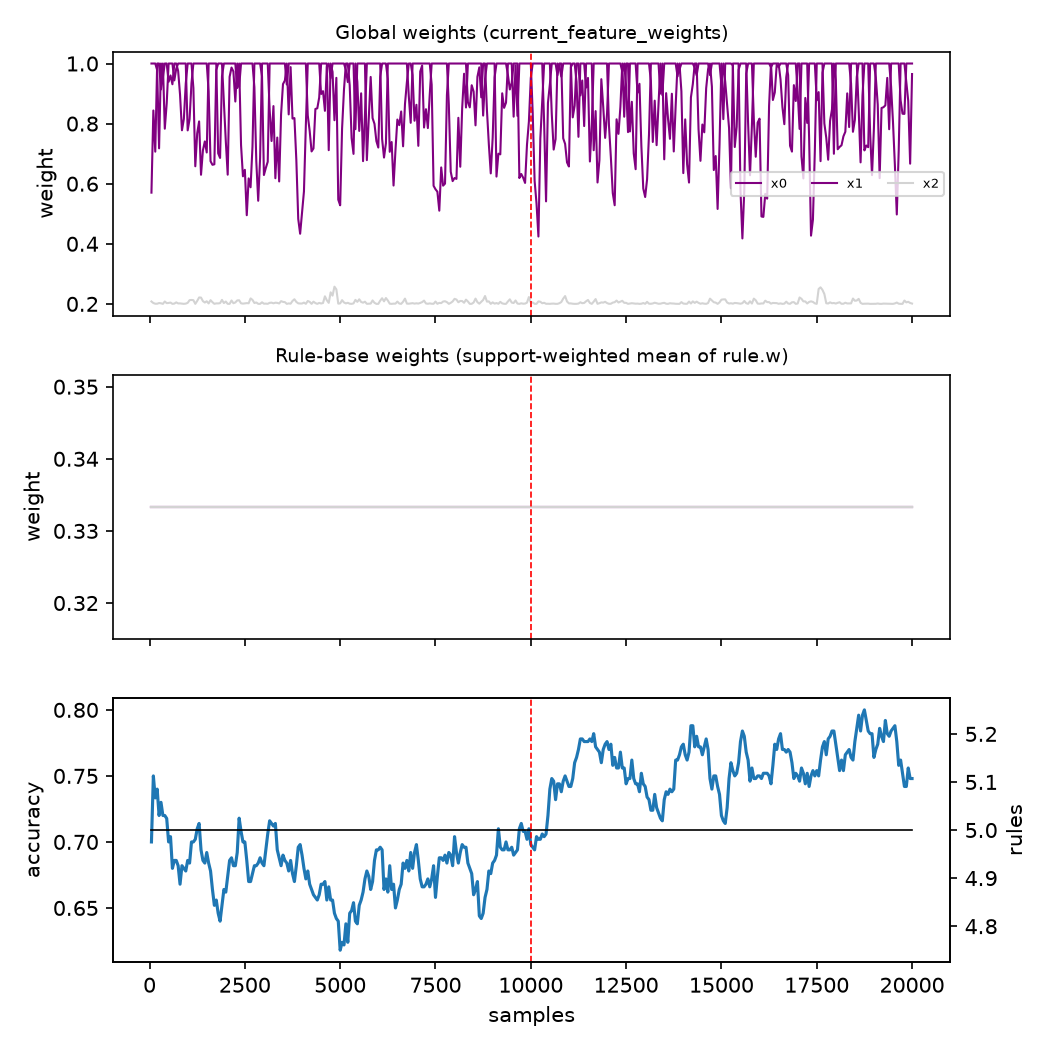 Global weights (current_feature_weights)
1.0
0.8
0.6
0.4
0.2
weight
x0 x1 x2
Rule-base weights (support-weighted mean of rule.w)
0.35
0.34
0.33
0.32
weight
0.80
0.75
0.70
0.65
accuracy
5.2
5.1
5.0
4.9
4.8
rules
0 2500 5000 7500 10000 12500 15000 17500 20000
samples